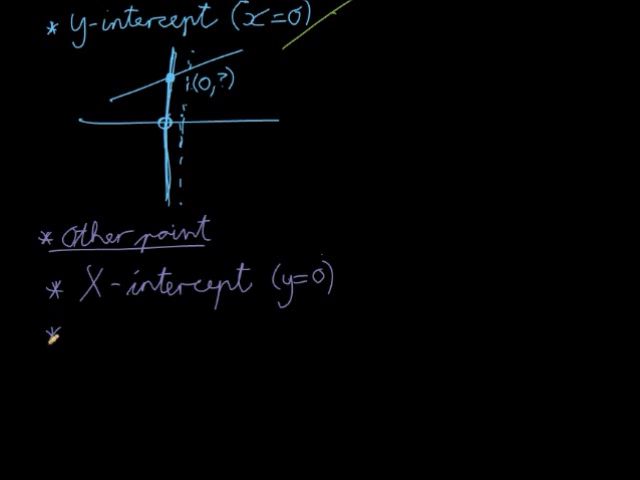 * y-intercept (x=0)
(0,?)
* Other point
* X-intercept (y=0)
*